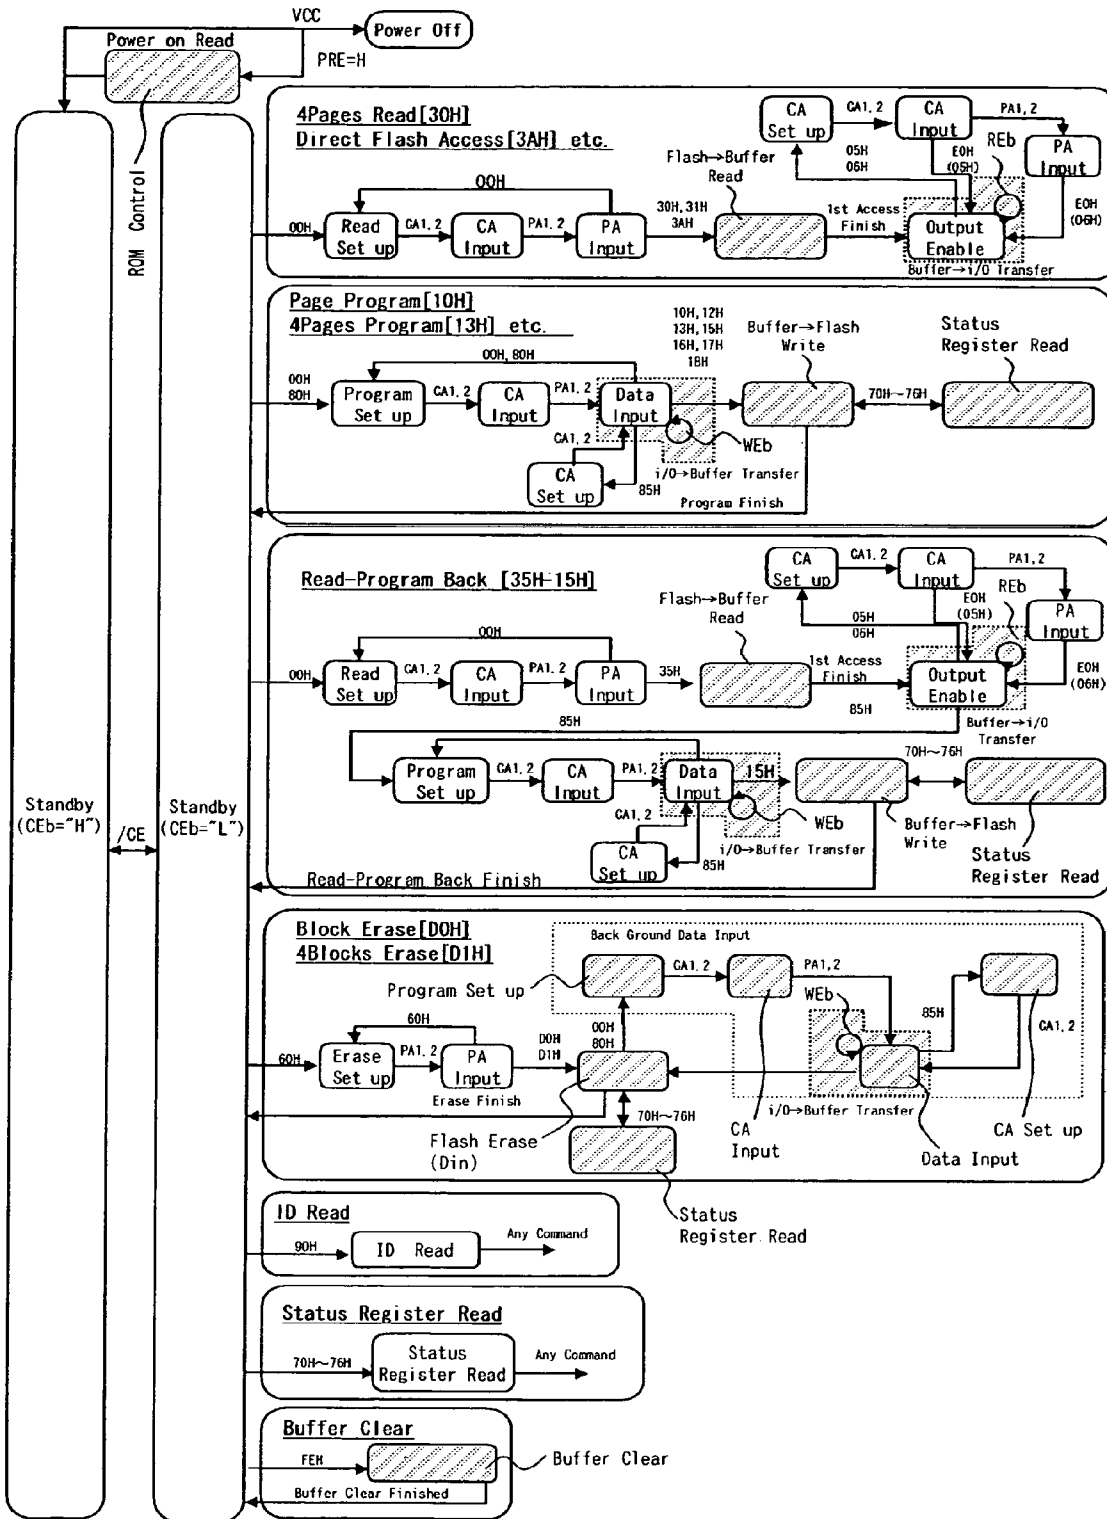 VCC
Power Off
Power on Read
PRE=H
ROM Control
Standby
(CEb="H")
/CE
Standby
(CEb="L")
4Pages Read[30H]
Direct Flash Access[3AH] etc.
00H
00H
Read
Set up
CA1, 2
CA
Input
PA1, 2
PA
Input
30H, 31H
3AH
Flash→Buffer
Read
1st Access
Finish
05H
06H
CA
Set up
CA1, 2
CA
Input
PA1, 2
PA
Input
E0H
(05H)
REb
E0H
(06H)
Output
Enable
Buffer→i/O Transfer
Page Program[10H]
4Pages Program[13H] etc.
00H, 80H
00H
80H
Program
Set up
CA1, 2
CA
Input
PA1, 2
Data
Input
10H, 12H
13H, 15H
16H, 17H
18H
Buffer→Flash
Write
Status
Register Read
70H~76H
WEb
CA1, 2
CA
Set up
85H
i/O→Buffer Transfer
Program Finish
Read-Program Back [35H-15H]
00H
00H
Read
Set up
CA1, 2
CA
Input
PA1, 2
PA
Input
35H
Flash→Buffer
Read
1st Access
Finish
05H
06H
CA
Set up
CA1, 2
CA
Input
PA1, 2
PA
Input
E0H
(05H)
REb
E0H
(06H)
Output
Enable
Buffer→i/O
Transfer
85H
85H
Program
Set up
CA1, 2
CA
Input
PA1, 2
Data
Input
15H
70H~76H
WEb
Buffer→Flash
Write
Status
Register Read
CA1, 2
CA
Set up
85H
i/O→Buffer Transfer
Read-Program Back Finish
Block Erase[D0H]
4Blocks Erase[D1H]
Back Ground Data Input
Program Set up
CA1, 2
PA1, 2
WEb
85H
CA1, 2
60H
60H
Erase
Set up
PA1, 2
PA
Input
D0H
D1H
00H
80H
Erase Finish
70H~76H
i/O→Buffer Transfer
Flash Erase
(Din)
CA
Input
Data Input
CA Set up
Status
Register Read
ID Read
90H
ID Read
Any Command
Status Register Read
70H~76H
Status
Register Read
Any Command
Buffer Clear
FEH
Buffer Clear
Buffer Clear Finished